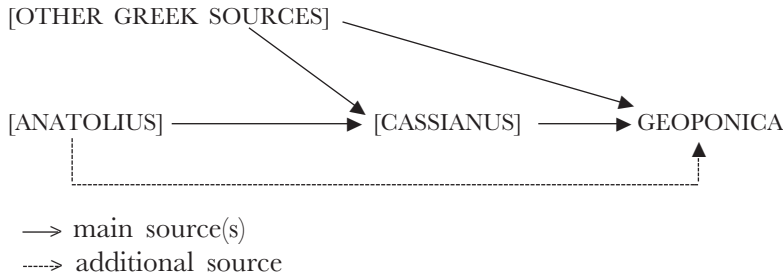 [OTHER GREEK SOURCES]
[ANATOLIUS] [CASSIANUS] GEOPONICA
main source(s)
additional source